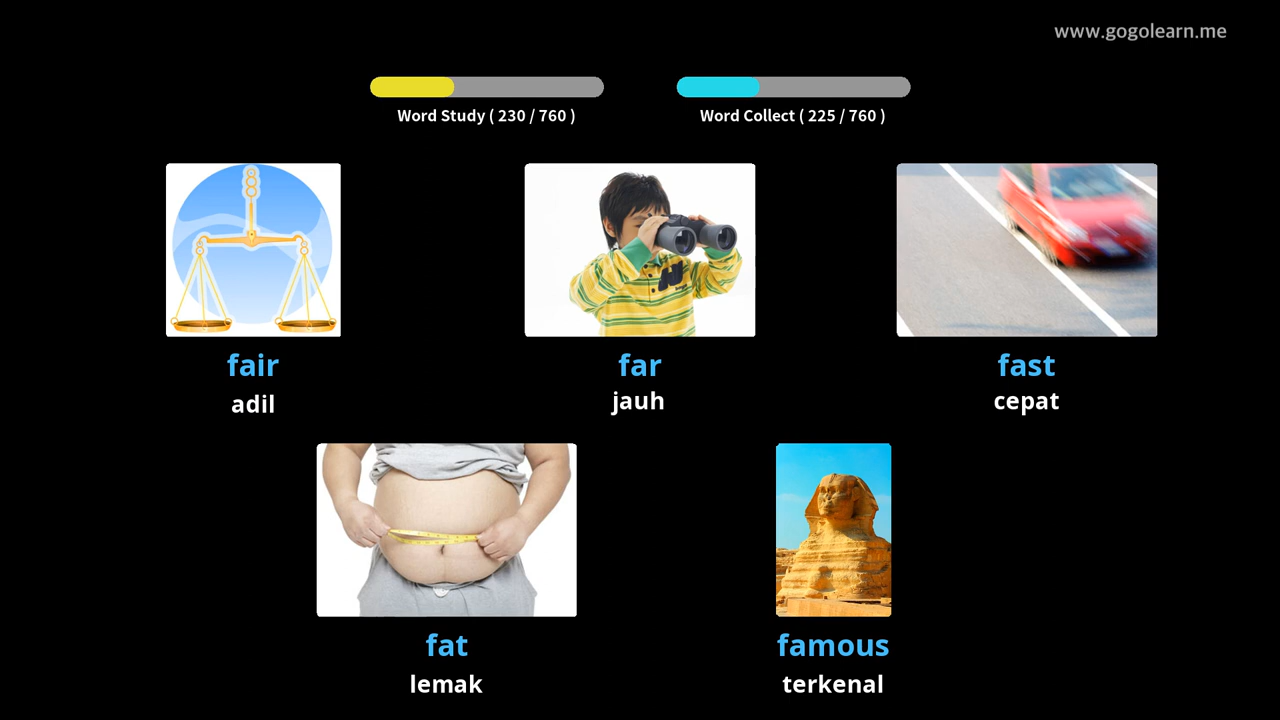 www.gogolearn.me
Word Study ( 230 / 760 )
Word Collect ( 225 / 760 )
fair
adil
far
jauh
fast
cepat
fat
lemak
famous
terkenal